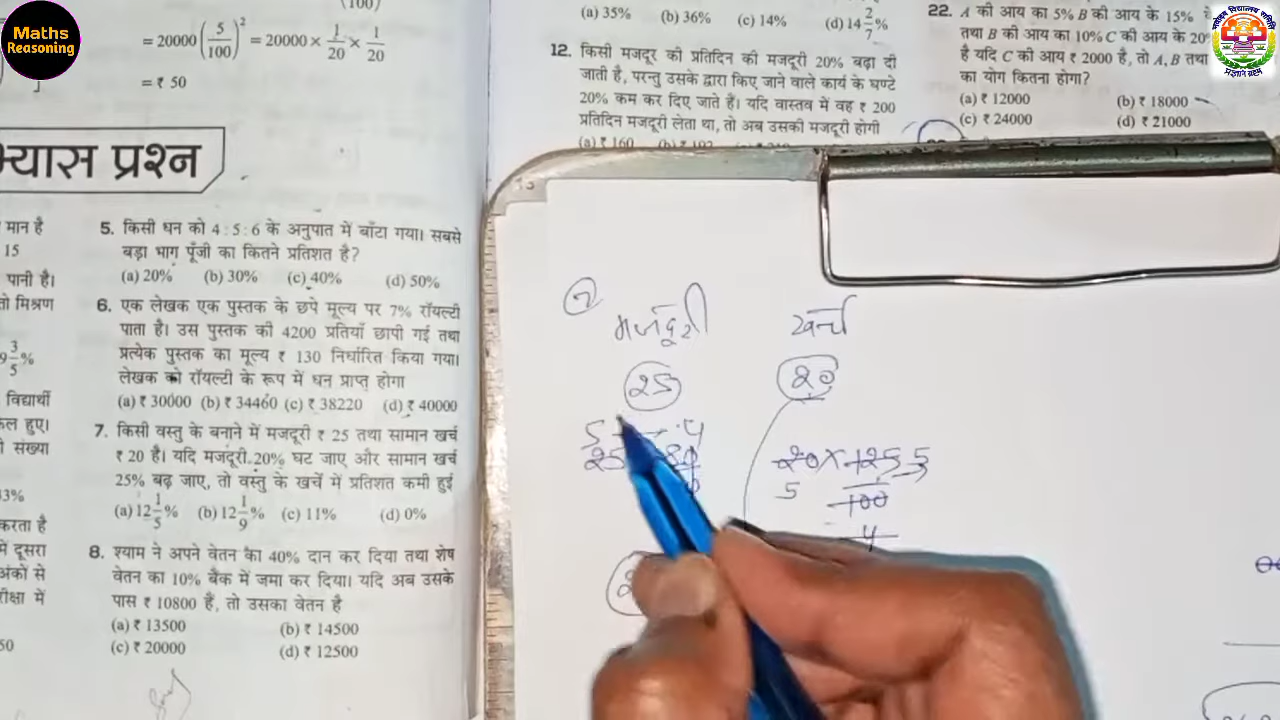 Maths
Reasoning
(100)
= 20000 (5/100)² = 20000 × 1/20 × 1/20
= ₹ 50
भ्यास प्रश्न
मान है
15
पानी है।
तो मिश्रण
9 3/5 %
विद्यार्थी
संख्या
33%
करता है
में दूसरा
अंकों से
रीक्षा में
50
5. किसी धन को 4 : 5 : 6 के अनुपात में बाँटा गया। सबसे
बड़ा भाग पूँजी का कितने प्रतिशत है?
(a) 20% (b) 30% (c) 40% (d) 50%
6. एक लेखक एक पुस्तक के छपे मूल्य पर 7% रॉयल्टी
पाता है। उस पुस्तक की 4200 प्रतियाँ छापी गई तथा
प्रत्येक पुस्तक का मूल्य ₹ 130 निर्धारित किया गया।
लेखक को रॉयल्टी के रूप में धन प्राप्त होगा
(a) ₹ 30000 (b) ₹ 34460 (c) ₹ 38220 (d) ₹ 40000
7. किसी वस्तु के बनाने में मजदूरी ₹ 25 तथा सामान खर्च
₹ 20 है। यदि मजदूरी 20% घट जाए और सामान खर्च
25% बढ़ जाए, तो वस्तु के खर्चे में प्रतिशत कमी हुई
(a) 12 1/5 % (b) 12 1/9 % (c) 11% (d) 0%
8. श्याम ने अपने वेतन का 40% दान कर दिया तथा शेष
वेतन का 10% बैंक में जमा कर दिया। यदि अब उसके
पास ₹ 10800 हैं, तो उसका वेतन है
(a) ₹ 13500 (b) ₹ 14500
(c) ₹ 20000 (d) ₹ 12500
(a) 35% (b) 36% (c) 14% (d) 14 2/7 %
12. किसी मजदूर की प्रतिदिन की मजदूरी 20% बढ़ा दी
जाती है, परन्तु उसके द्वारा किए जाने वाले कार्य के घण्टे
20% कम कर दिए जाते हैं। यदि वास्तव में वह ₹ 200
प्रतिदिन मजदूरी लेता था, तो अब उसकी मजदूरी होगी
(a) ₹ 160 (b) ₹ 192
22. A की आय का 5% B की आय के 15%
तथा B की आय का 10% C की आय के 20
है यदि C की आय ₹ 2000 है, तो A, B तथा
का योग कितना होगा?
(a) ₹ 12000 (b) ₹ 18000
(c) ₹ 24000 (d) ₹ 21000
7
मजदूरी खर्च
25 20
20 × 125 5
5 100
4